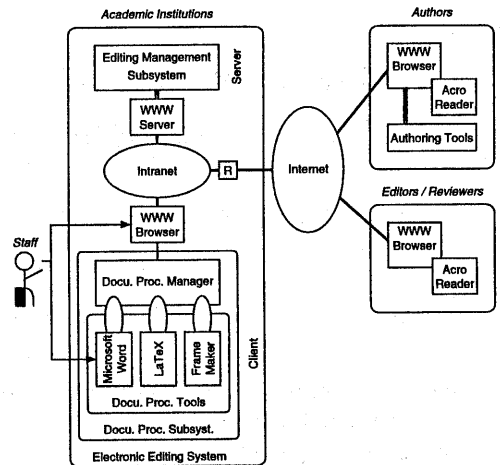 Academic Institutions
Editing Management
Subsystem
Server
WWW
Server
Intranet
R
WWW
Browser
Staff
Docu. Proc. Manager
Microsoft
Word
LaTeX
Frame
Maker
Docu. Proc. Tools
Client
Docu. Proc. Subsyst.
Electronic Editing System
Internet
Authors
WWW
Browser
Acro
Reader
Authoring Tools
Editors / Reviewers
WWW
Browser
Acro
Reader